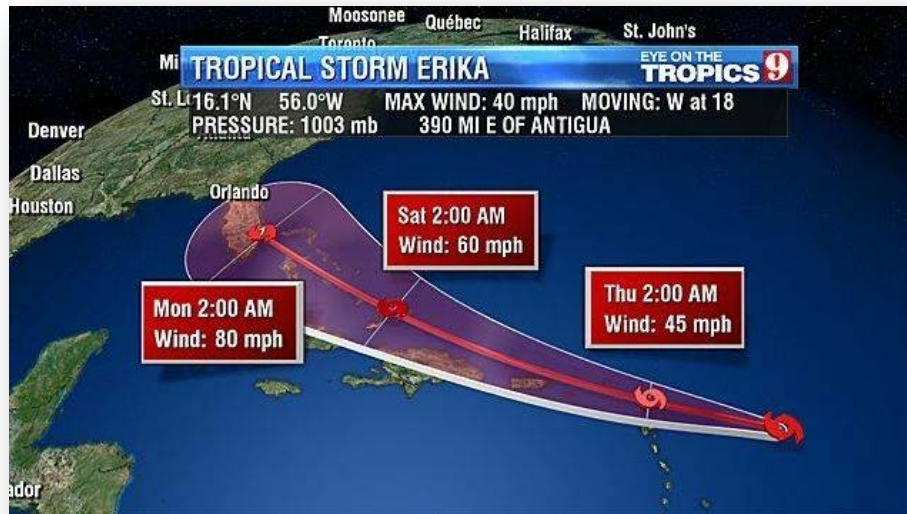 Moosonee
Québec
Halifax
St. John's
Toronto
TROPICAL STORM ERIKA
EYE ON THE
TROPICS 9
16.1°N 56.0°W MAX WIND: 40 mph MOVING: W at 18
PRESSURE: 1003 mb 390 MI E OF ANTIGUA
Denver
Dallas
Houston
Orlando
Sat 2:00 AM
Wind: 60 mph
Thu 2:00 AM
Wind: 45 mph
Mon 2:00 AM
Wind: 80 mph